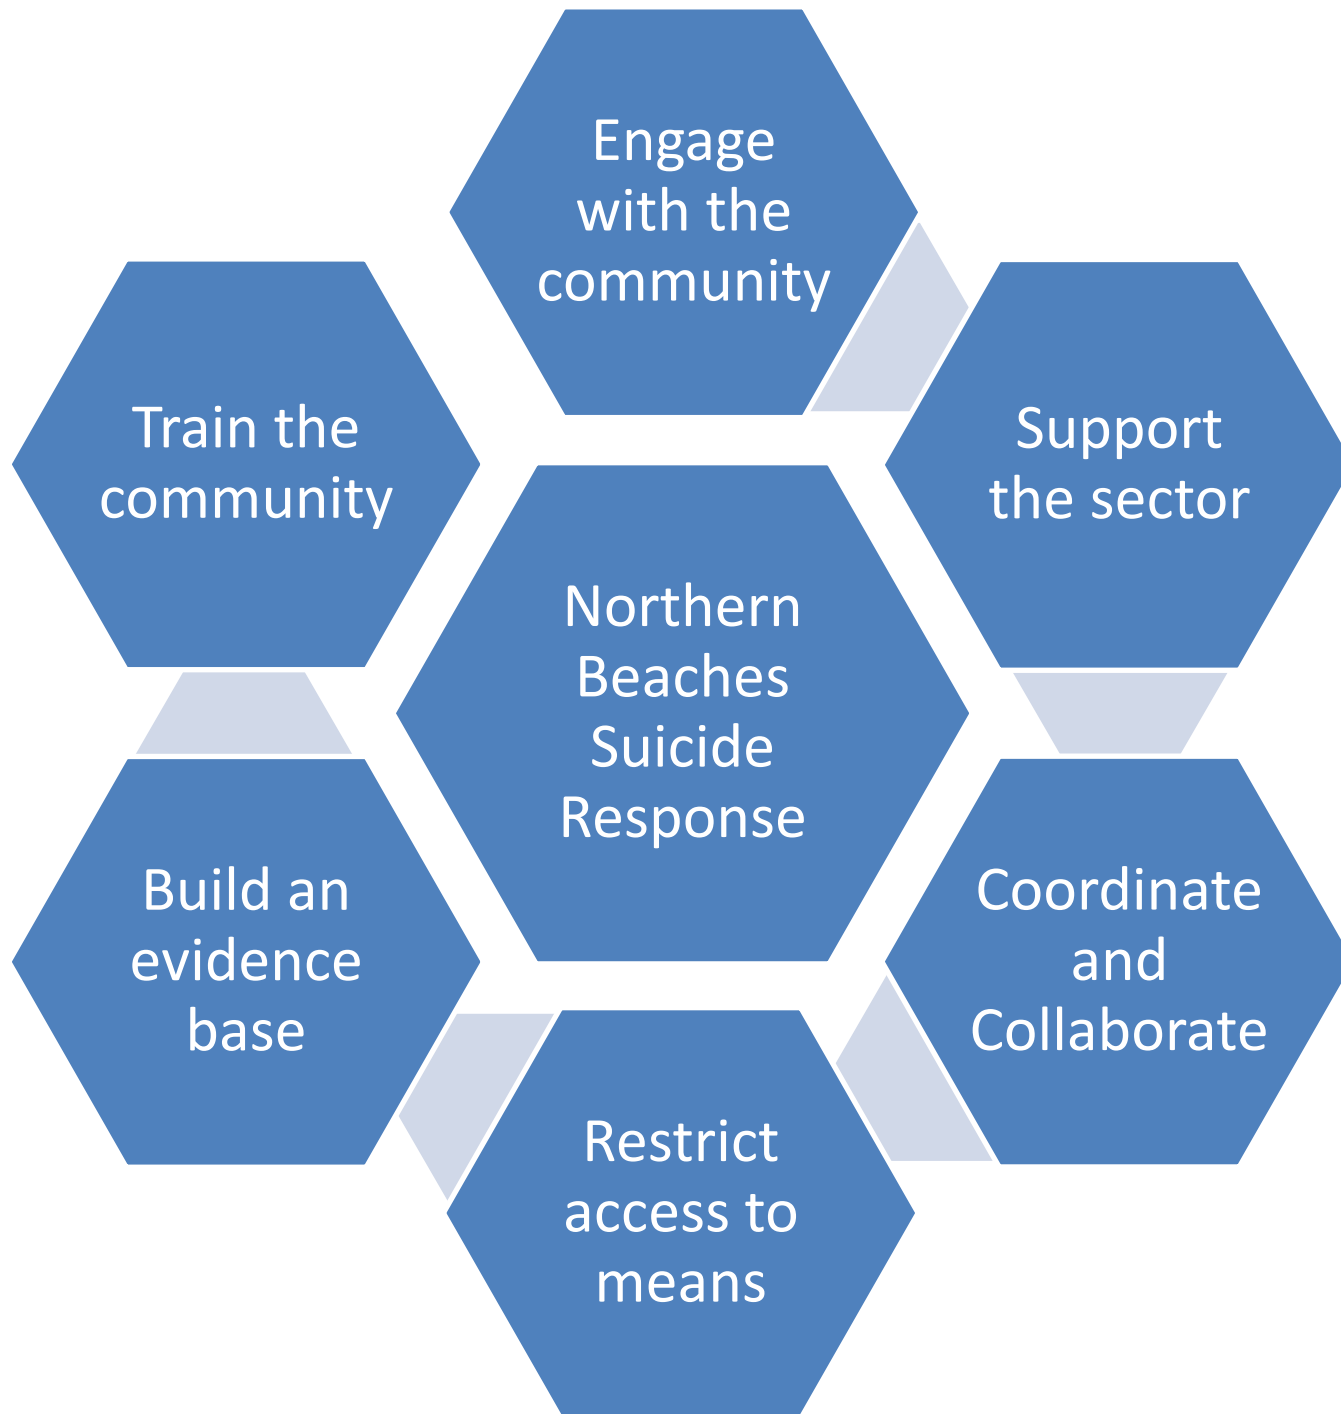 Engage
with the
community
Support
the sector
Coordinate
and
Collaborate
Restrict
access to
means
Build an
evidence
base
Train the
community
Northern
Beaches
Suicide
Response